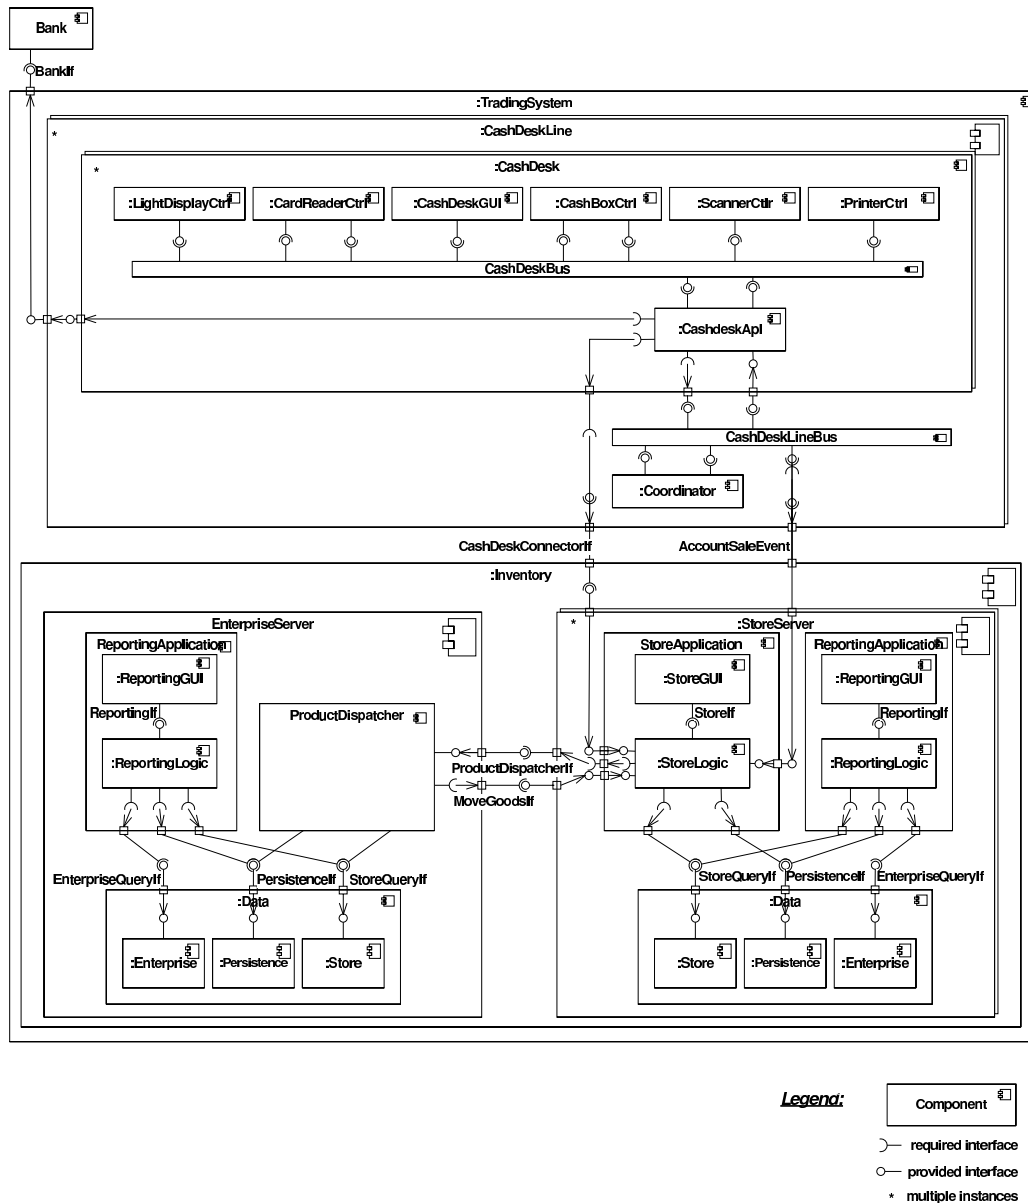 Bank
BankIf
:TradingSystem
*
:CashDeskLine
*
:CashDesk
:LightDisplayCtrl
:CardReaderCtrl
:CashDeskGUI
:CashBoxCtrl
:ScannerCtlr
:PrinterCtrl
CashDeskBus
:CashdeskApl
CashDeskLineBus
:Coordinator
CashDeskConnectorIf
AccountSaleEvent
:Inventory
EnterpriseServer
*
:StoreServer
ReportingApplication
:ReportingGUI
ReportingIf
:ReportingLogic
ProductDispatcher
ProductDispatcherIf
MoveGoodsIf
StoreApplication
:StoreGUI
StoreIf
:StoreLogic
ReportingApplication
:ReportingGUI
ReportingIf
:ReportingLogic
EnterpriseQueryIf
PersistenceIf
StoreQueryIf
:Data
:Enterprise
:Persistence
:Store
StoreQueryIf
PersistenceIf
EnterpriseQueryIf
:Data
:Store
:Persistence
:Enterprise
Legend:
Component
required interface
provided interface
* multiple instances